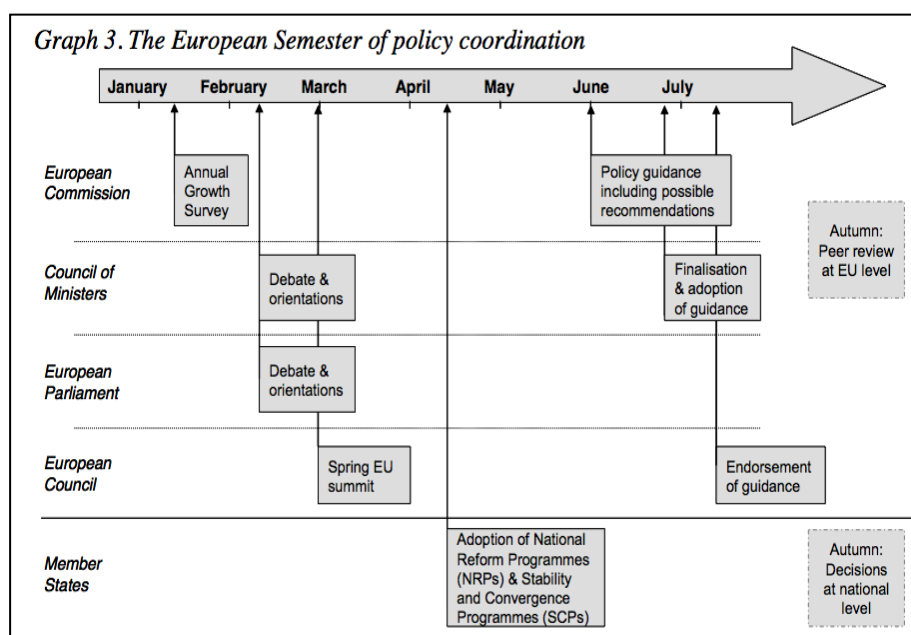 Graph 3. The European Semester of policy coordination
January February March April May June July
European
Commission
Annual
Growth
Survey
Policy guidance
including possible
recommendations
Autumn:
Peer review
at EU level
Council of
Ministers
Debate &
orientations
Finalisation
& adoption
of guidance
European
Parliament
Debate &
orientations
European
Council
Spring EU
summit
Endorsement
of guidance
Member
States
Adoption of National
Reform Programmes
(NRPs) & Stability
and Convergence
Programmes (SCPs)
Autumn:
Decisions
at national
level